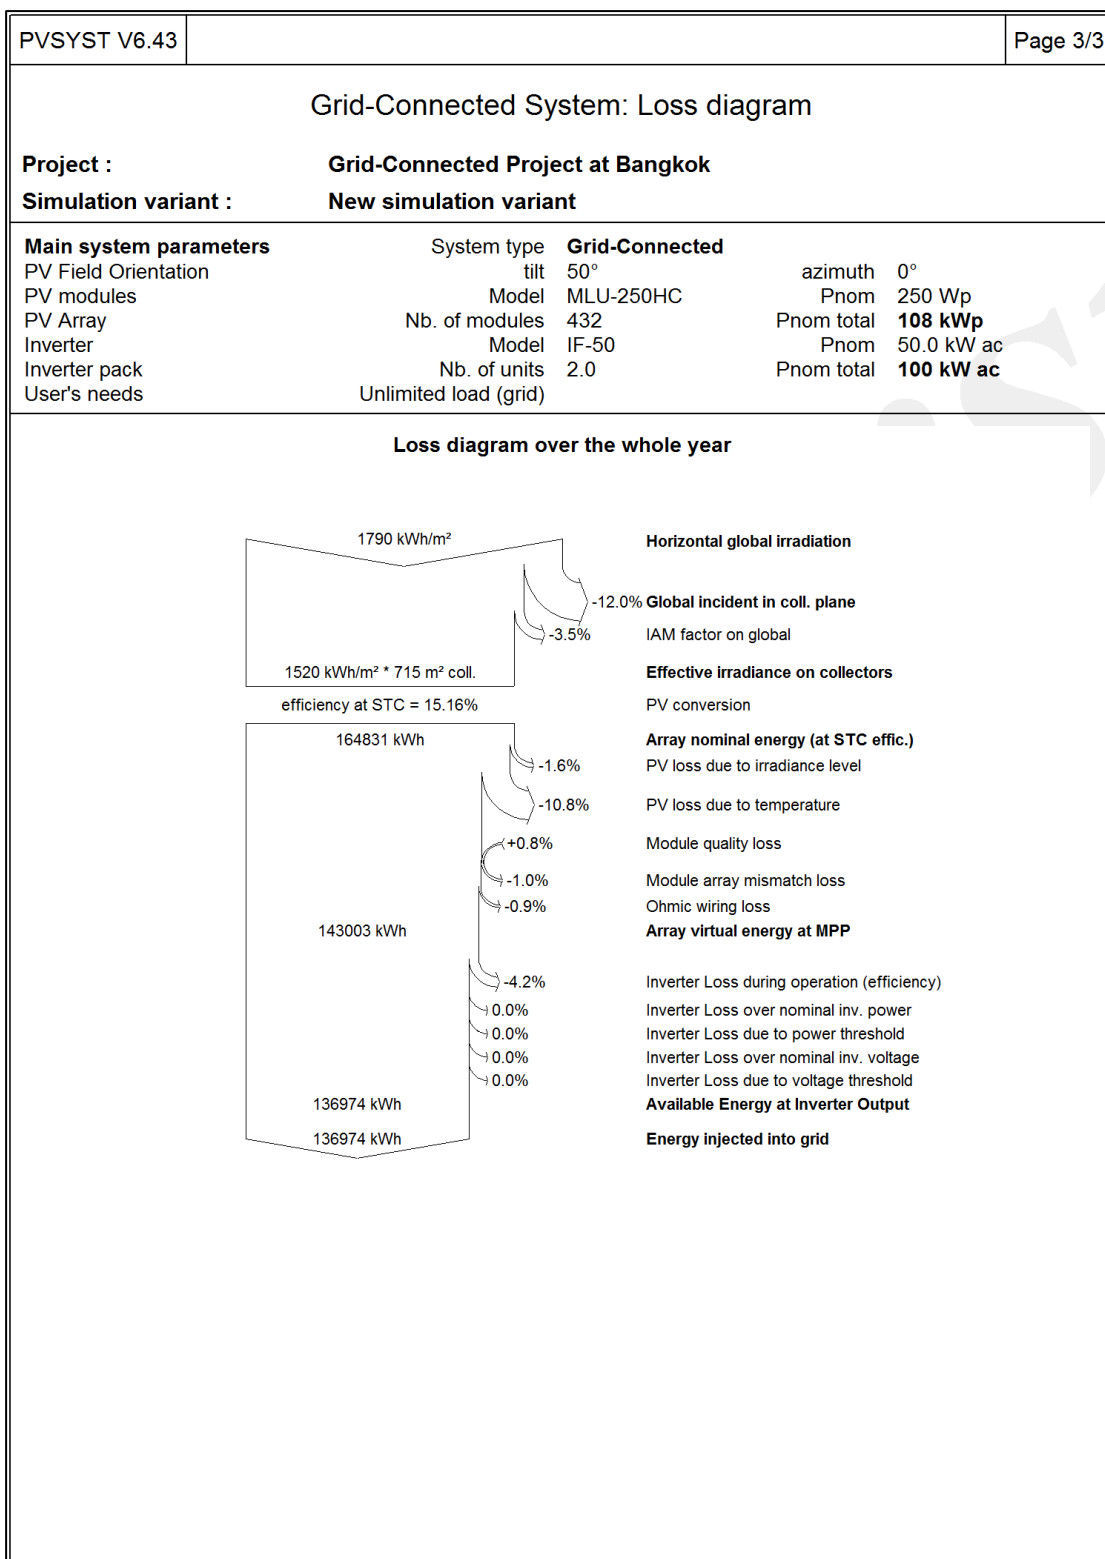 PVSYST V6.43
Page 3/3
Grid-Connected System: Loss diagram
Project : Grid-Connected Project at Bangkok
Simulation variant : New simulation variant
Main system parameters System type Grid-Connected
PV Field Orientation tilt 50° azimuth 0°
PV modules Model MLU-250HC Pnom 250 Wp
PV Array Nb. of modules 432 Pnom total 108 kWp
Inverter Model IF-50 Pnom 50.0 kW ac
Inverter pack Nb. of units 2.0 Pnom total 100 kW ac
User's needs Unlimited load (grid)
Loss diagram over the whole year
1790 kWh/m² Horizontal global irradiation
-12.0% Global incident in coll. plane
-3.5% IAM factor on global
1520 kWh/m² * 715 m² coll. Effective irradiance on collectors
efficiency at STC = 15.16% PV conversion
164831 kWh Array nominal energy (at STC effic.)
-1.6% PV loss due to irradiance level
-10.8% PV loss due to temperature
+0.8% Module quality loss
-1.0% Module array mismatch loss
-0.9% Ohmic wiring loss
143003 kWh Array virtual energy at MPP
-4.2% Inverter Loss during operation (efficiency)
0.0% Inverter Loss over nominal inv. power
0.0% Inverter Loss due to power threshold
0.0% Inverter Loss over nominal inv. voltage
0.0% Inverter Loss due to voltage threshold
136974 kWh Available Energy at Inverter Output
136974 kWh Energy injected into grid